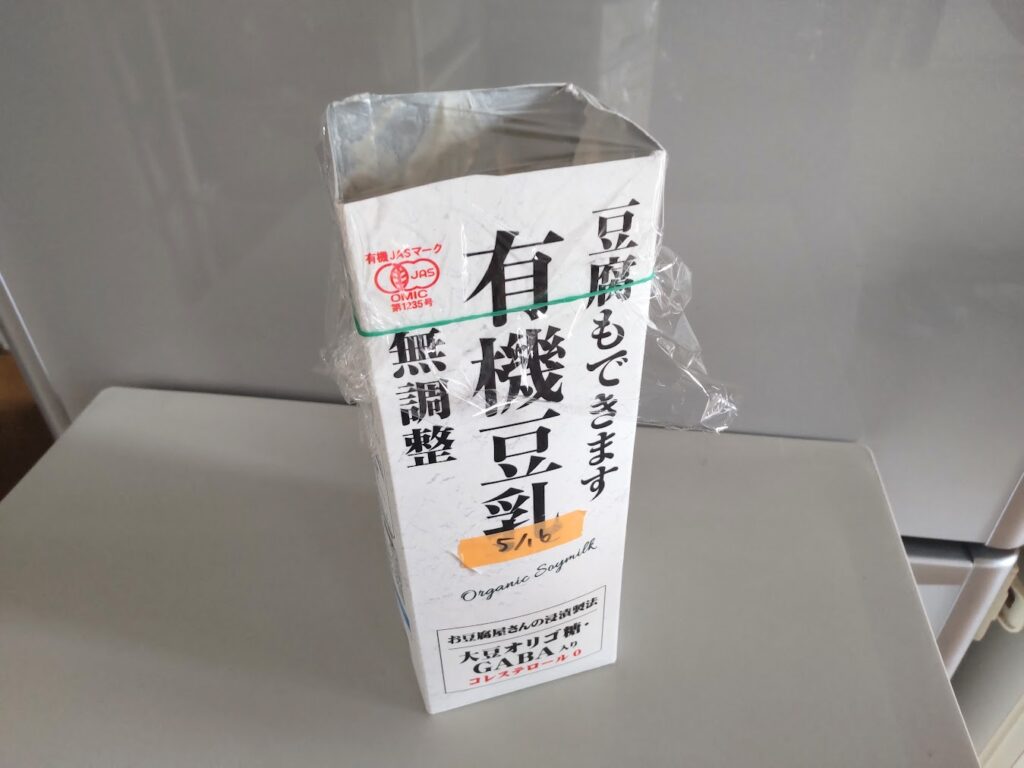 豆腐もできます
有機豆乳
無調整
有機JASマーク
JAS
OMIC
第1235号
5/16
Organic Soymilk
お豆腐屋さんの浸漬製法
大豆オリゴ糖・
GABA入り
コレステロール0